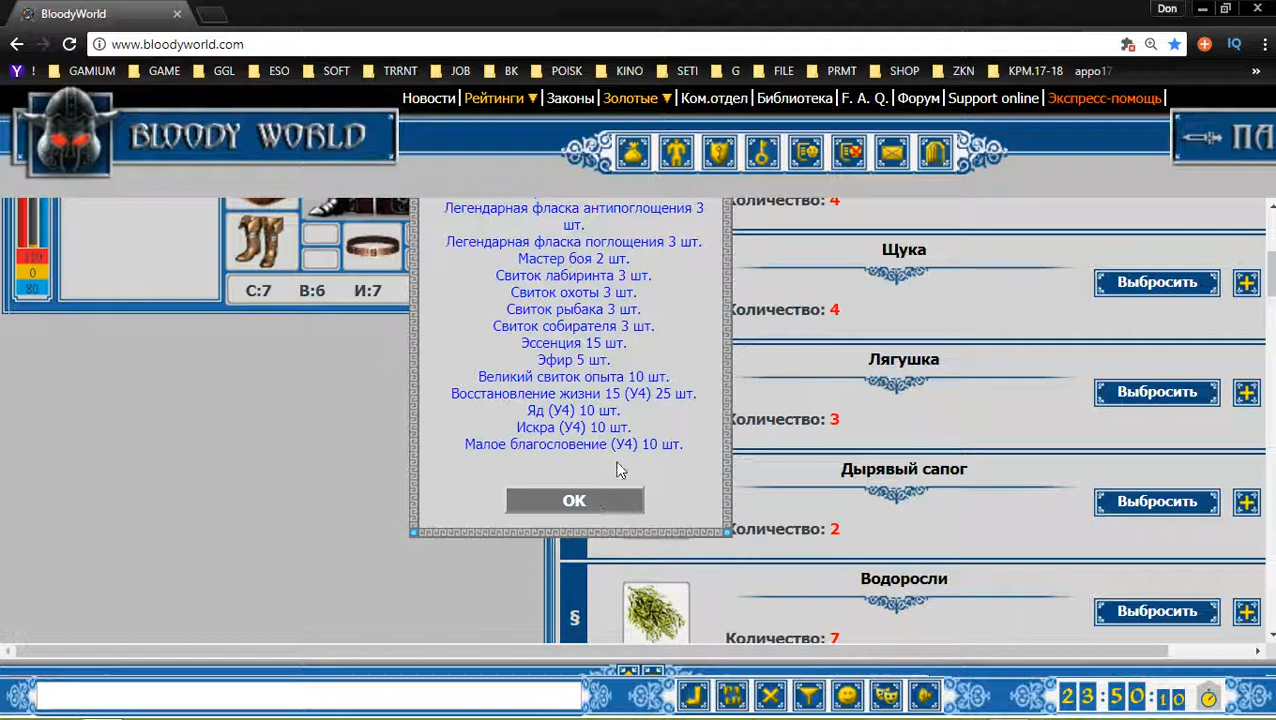 BloodyWorld
Don
www.bloodyworld.com
IQ
Y ! GAMIUM GAME GGL ESO SOFT TRRNT JOB BK POISK KINO SETI G FILE PRMT SHOP ZKN KPM.17-18 appo17 »
Новости Рейтинги ▼ Законы Золотые ▼ Ком.отдел Библиотека F. A. Q. Форум Support online Экспресс-помощь
BLOODY WORLD
ПА
110
0
80
С:7 В:6 И:7
Легендарная фласка антипоглощения 3
шт.
Легендарная фласка поглощения 3 шт.
Мастер боя 2 шт.
Свиток лабиринта 3 шт.
Свиток охоты 3 шт.
Свиток рыбака 3 шт.
Свиток собирателя 3 шт.
Эссенция 15 шт.
Эфир 5 шт.
Великий свиток опыта 10 шт.
Восстановление жизни 15 (У4) 25 шт.
Яд (У4) 10 шт.
Искра (У4) 10 шт.
Малое благословение (У4) 10 шт.
OK
Количество: 4
Щука
Выбросить
Количество: 4
Лягушка
Выбросить
Количество: 3
Дырявый сапог
Выбросить
Количество: 2
Водоросли
§
Выбросить
Количество: 7
23:50:10